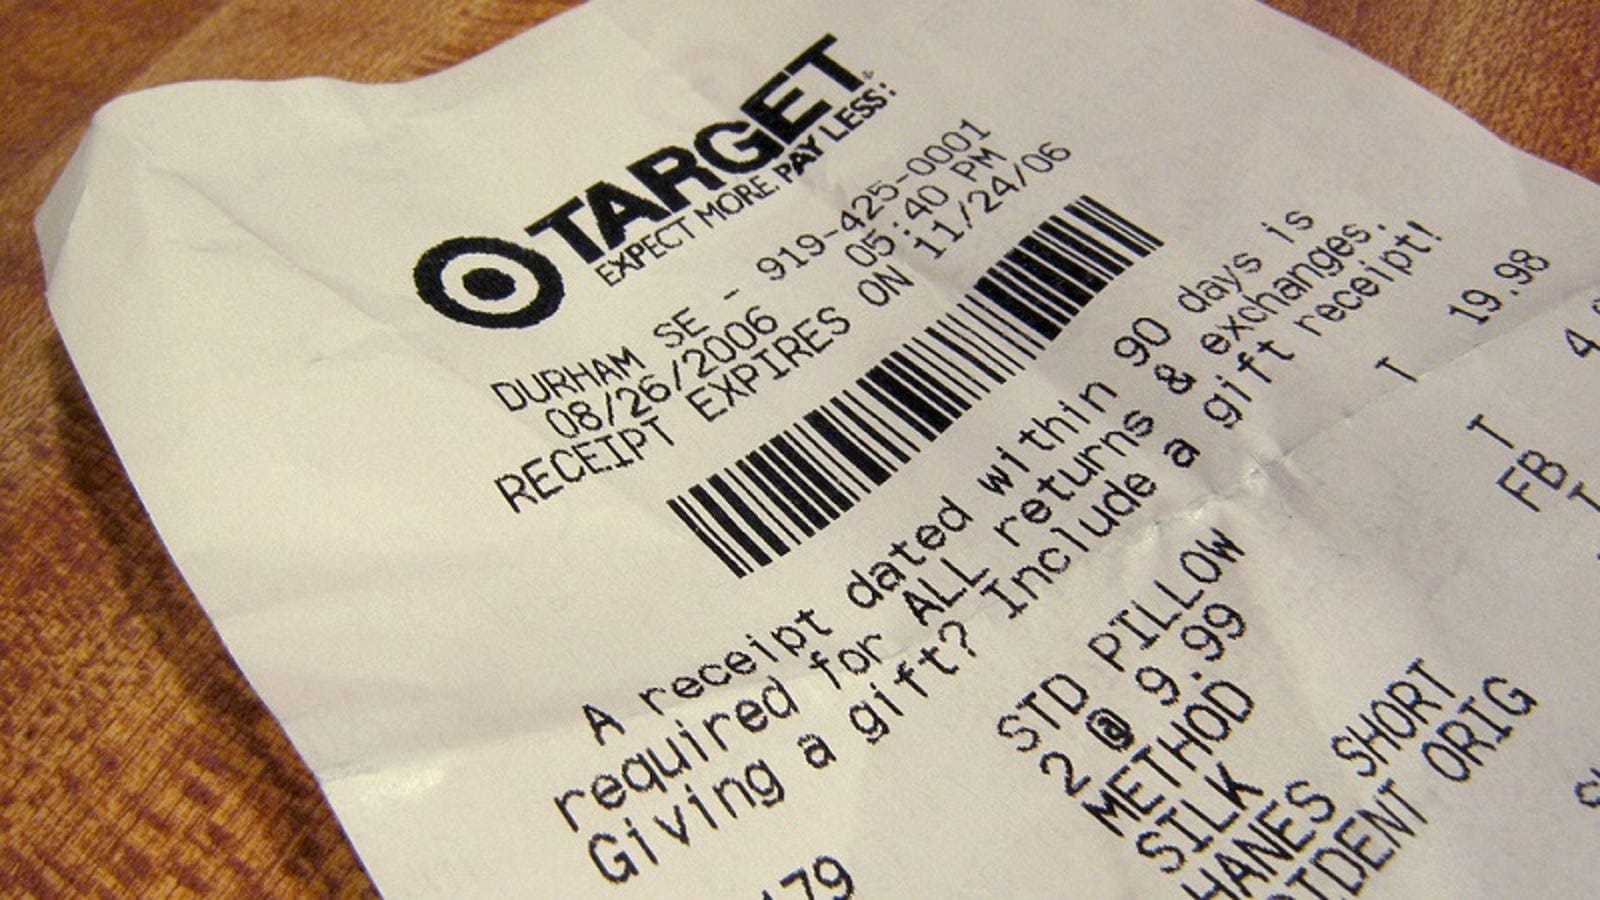 TARGET
EXPECT MORE. PAY LESS.
DURHAM SE - 919-425-0001
08/26/2006 05:40 PM
RECEIPT EXPIRES ON 11/24/06
A receipt dated within 90 days is
required for ALL returns & exchanges.
Giving a gift? Include a gift receipt!
STD PILLOW T 19.98
2 @ 9.99
METHOD T
SILK FB
HANES SHORT T
TRIDENT ORIG
179